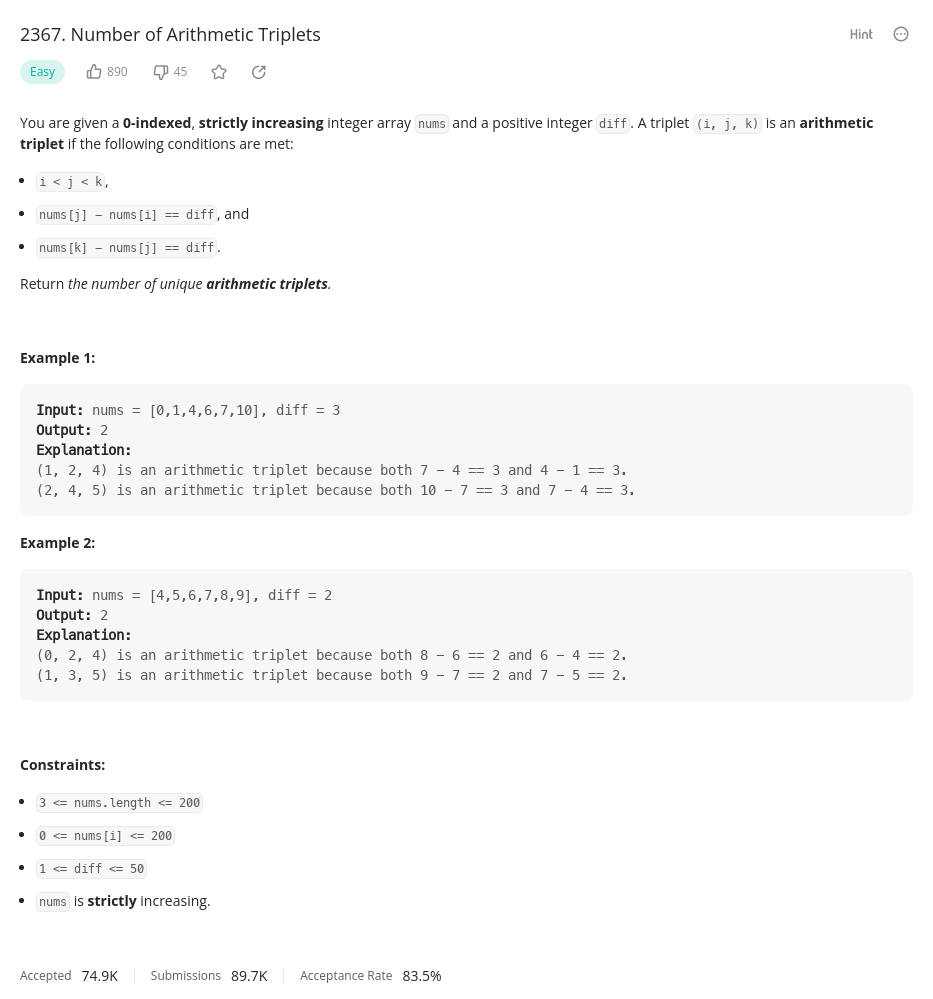 2367. Number of Arithmetic Triplets
Hint
Easy 890 45
You are given a 0-indexed, strictly increasing integer array nums and a positive integer diff. A triplet (i, j, k) is an arithmetic
triplet if the following conditions are met:
• i < j < k,
• nums[j] - nums[i] == diff, and
• nums[k] - nums[j] == diff.
Return the number of unique arithmetic triplets.
Example 1:
Input: nums = [0,1,4,6,7,10], diff = 3
Output: 2
Explanation:
(1, 2, 4) is an arithmetic triplet because both 7 - 4 == 3 and 4 - 1 == 3.
(2, 4, 5) is an arithmetic triplet because both 10 - 7 == 3 and 7 - 4 == 3.
Example 2:
Input: nums = [4,5,6,7,8,9], diff = 2
Output: 2
Explanation:
(0, 2, 4) is an arithmetic triplet because both 8 - 6 == 2 and 6 - 4 == 2.
(1, 3, 5) is an arithmetic triplet because both 9 - 7 == 2 and 7 - 5 == 2.
Constraints:
• 3 <= nums.length <= 200
• 0 <= nums[i] <= 200
• 1 <= diff <= 50
• nums is strictly increasing.
Accepted 74.9K Submissions 89.7K Acceptance Rate 83.5%